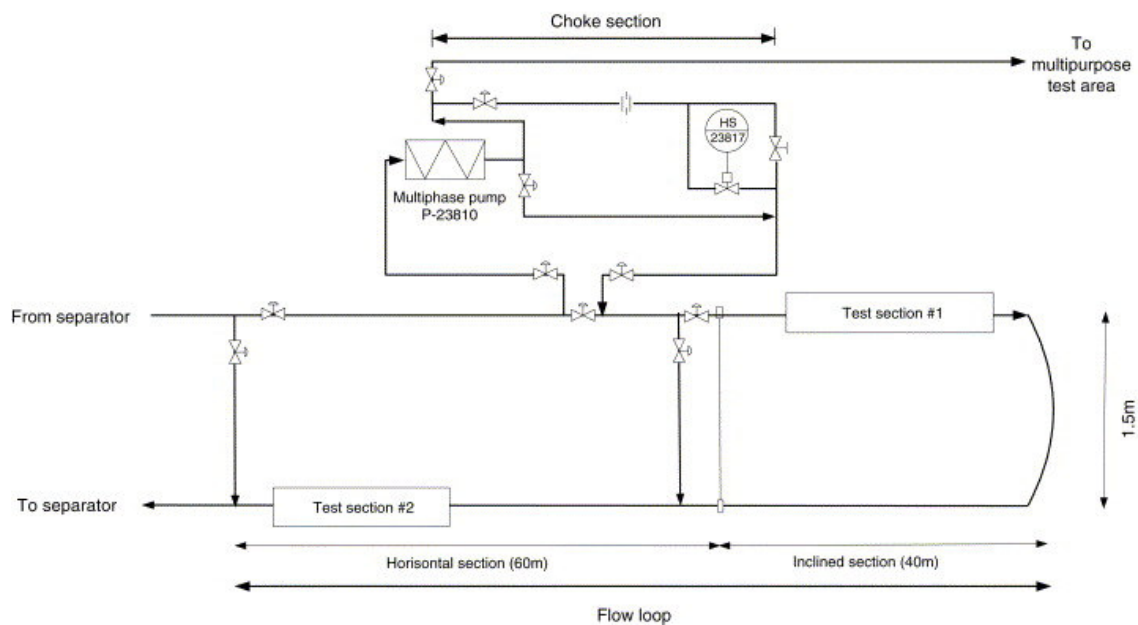 Choke section
To
multipurpose
test area
HS
23817
Multiphase pump
P-23810
From separator
Test section #1
1.5m
To separator
Test section #2
Horisontal section (60m)
Inclined section (40m)
Flow loop